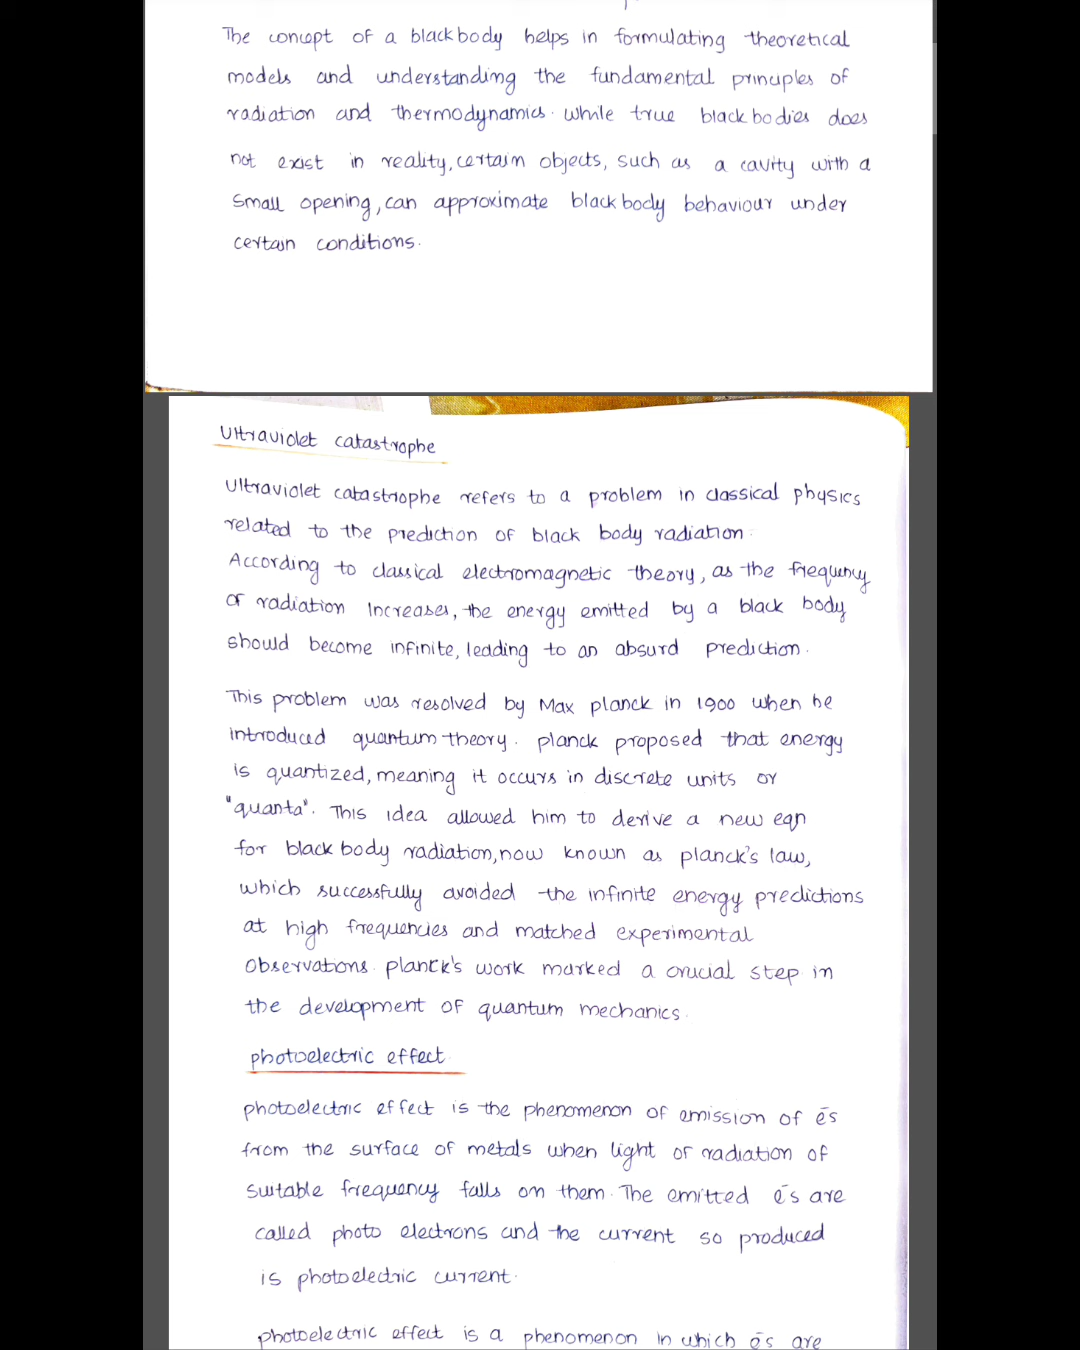 The concept of a blackbody helps in formulating theoretical
models and understanding the fundamental principles of
radiation and thermodynamics. While true blackbodies does
not exist in reality, certain objects, such as a cavity with a
small opening, can approximate blackbody behaviour under
certain conditions.
Ultraviolet catastrophe
Ultraviolet catastrophe refers to a problem in classical physics
related to the prediction of black body radiation.
According to classical electromagnetic theory, as the frequency
of radiation increases, the energy emitted by a black body
should become infinite, leading to an absurd prediction.
This problem was resolved by Max planck in 1900 when he
introduced quantum theory. planck proposed that energy
is quantized, meaning it occurs in discrete units or
"quanta". This idea allowed him to derive a new eqn
for blackbody radiation, now known as planck's law,
which successfully avoided the infinite energy predictions
at high frequencies and matched experimental
observations. planck's work marked a crucial step in
the development of quantum mechanics.
photoelectric effect
photoelectric effect is the phenomenon of emission of ēs
from the surface of metals when light or radiation of
suitable frequency falls on them. The emitted ēs are
called photo electrons and the current so produced
is photoelectric current.
photoelectric effect is a phenomenon in which ēs are